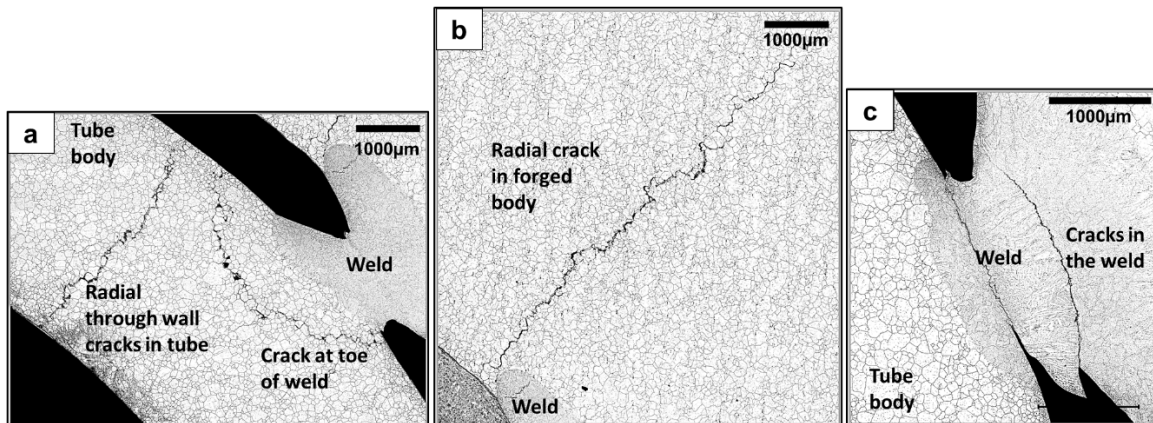 a
Tube
body
1000µm
Weld
Radial
through wall
cracks in tube
Crack at toe
of weld
b
1000µm
Radial crack
in forged
body
Weld
c
1000µm
Weld
Cracks in
the weld
Tube
body